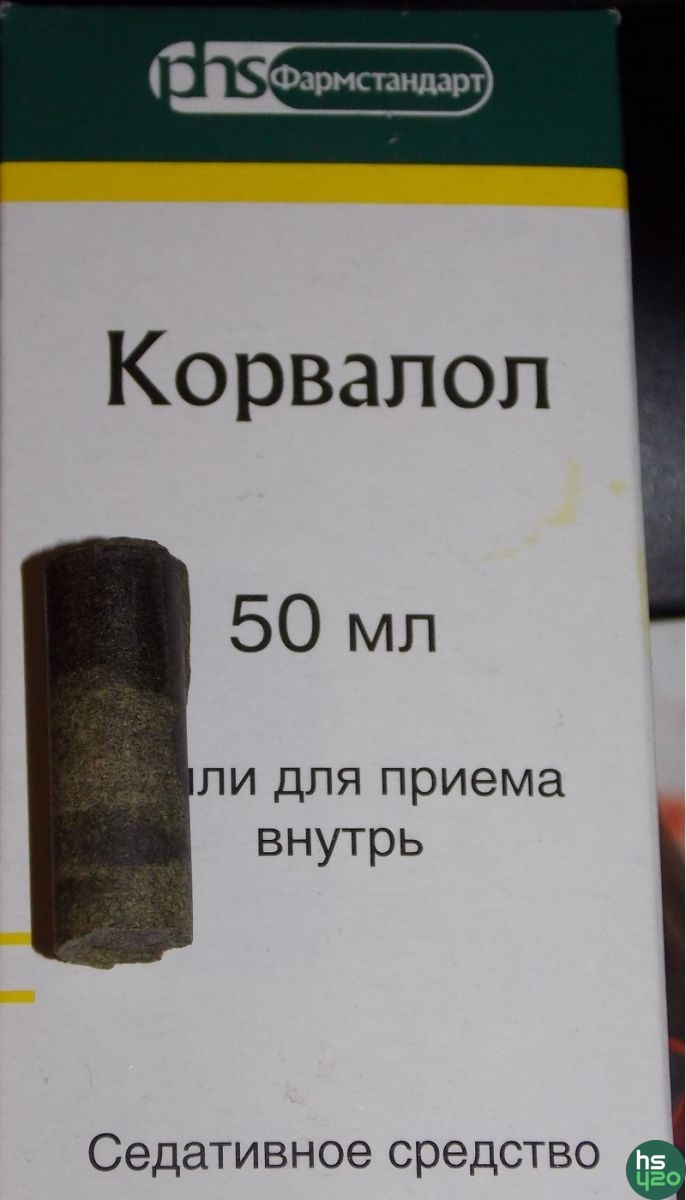 phs Фармстандарт
Корвалол
50 мл
для приема
внутрь
Седативное средство
hs
420